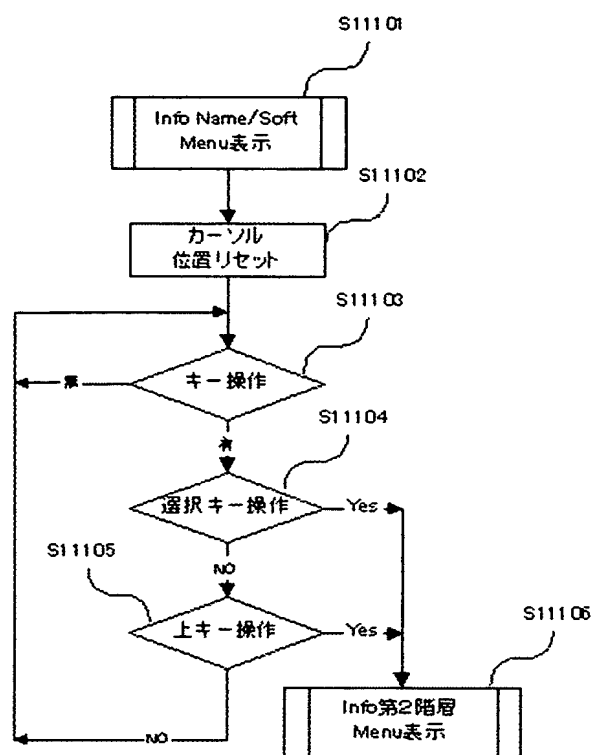 S11101
Info Name/Soft
Menu表示
S11102
カーソル
位置リセット
S11103
キー操作
無
有
S11104
選択キー操作
Yes
NO
S11105
上キー操作
Yes
NO
S11106
Info第2階層
Menu表示